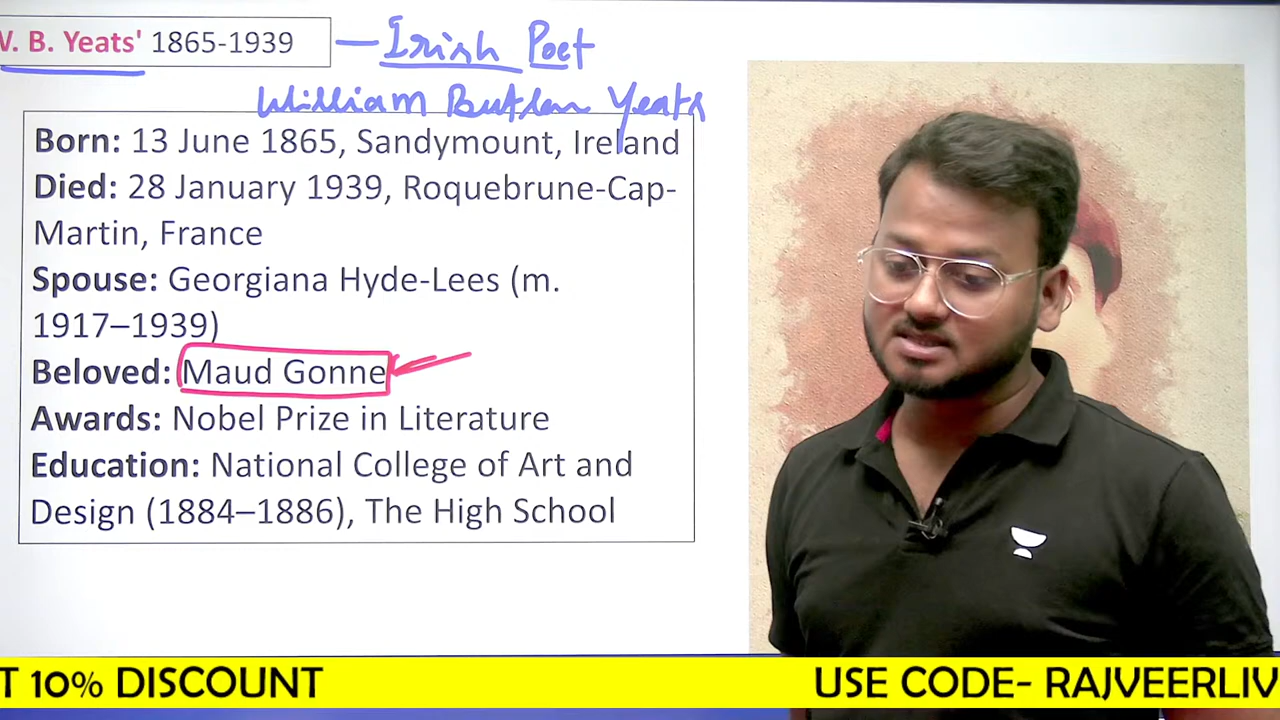 W. B. Yeats' 1865-1939 — Irish Poet
William Butler Yeats
Born: 13 June 1865, Sandymount, Ireland
Died: 28 January 1939, Roquebrune-Cap-
Martin, France
Spouse: Georgiana Hyde-Lees (m.
1917–1939)
Beloved: Maud Gonne
Awards: Nobel Prize in Literature
Education: National College of Art and
Design (1884–1886), The High School
T 10% DISCOUNT USE CODE- RAJVEERLIV